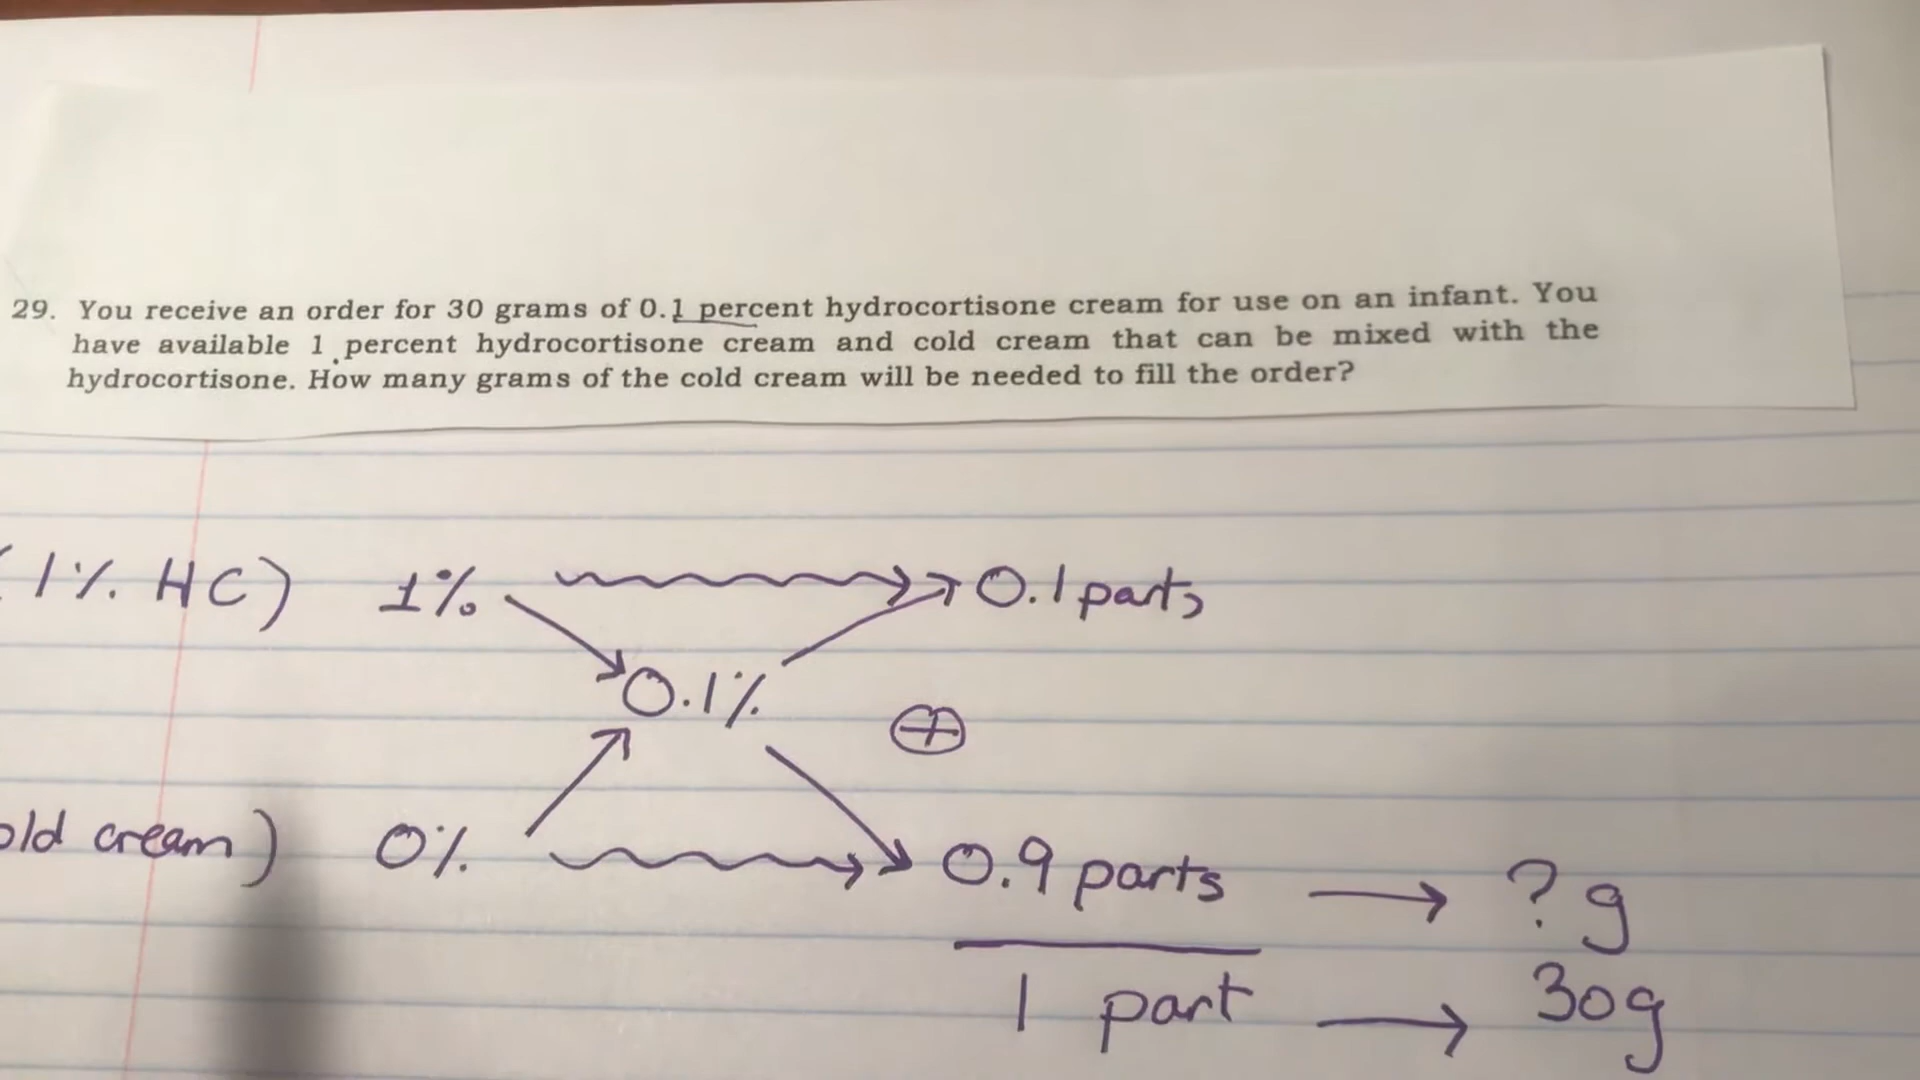 29. You receive an order for 30 grams of 0.1 percent hydrocortisone cream for use on an infant. You
have available 1 percent hydrocortisone cream and cold cream that can be mixed with the
hydrocortisone. How many grams of the cold cream will be needed to fill the order?
(1% HC) 1% 0.1 parts
0.1% +
old cream) 0% 0.9 parts → ? g
1 part → 30g